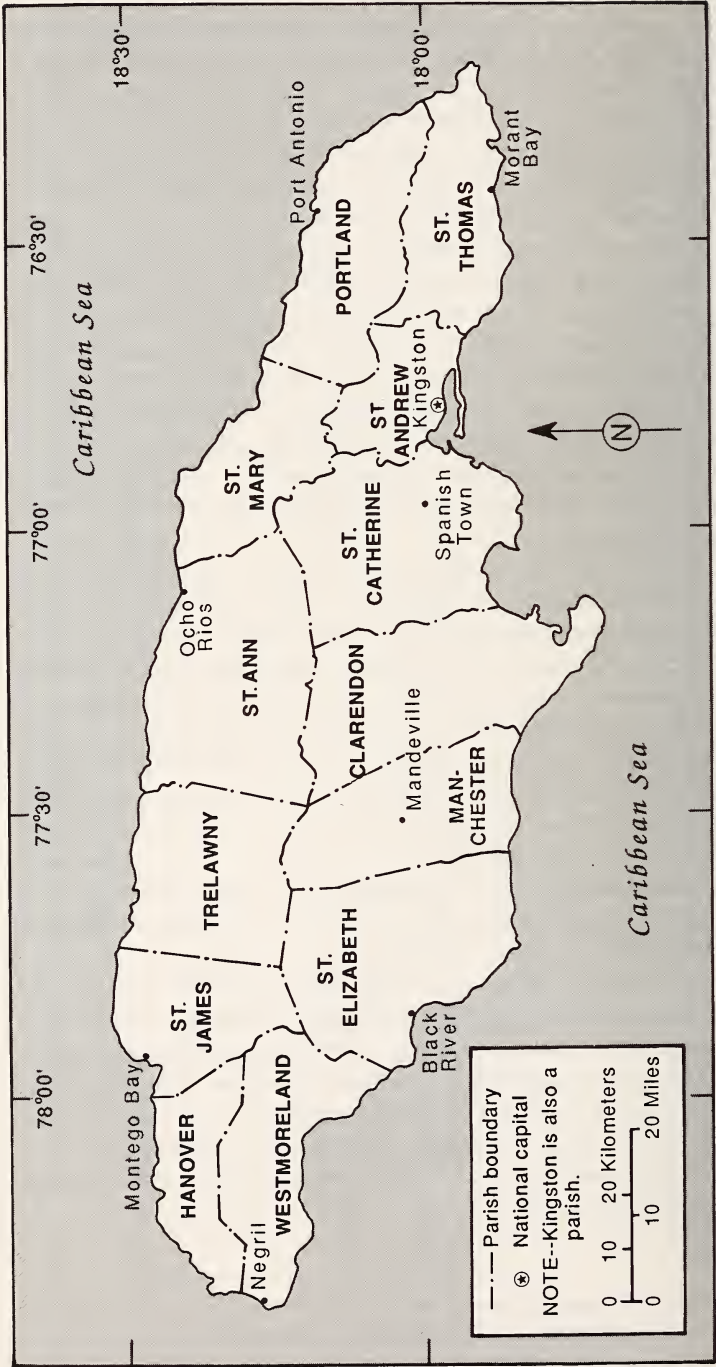 78°00'
77°30'
77°00'
76°30'
Caribbean Sea
18°30'
18°00'
Montego Bay
HANOVER
Negril
WESTMORELAND
ST.
JAMES
TRELAWNY
ST.
ELIZABETH
Black
River
ST. ANN
Ocho
Rios
CLARENDON
Mandeville
MAN-
CHESTER
ST.
MARY
ST.
CATHERINE
Spanish
Town
ST
ANDREW
Kingston
PORTLAND
Port Antonio
ST.
THOMAS
Morant
Bay
N
Caribbean Sea
Parish boundary
National capital
NOTE--Kingston is also a
parish.
0 10 20 Kilometers
0 10 20 Miles